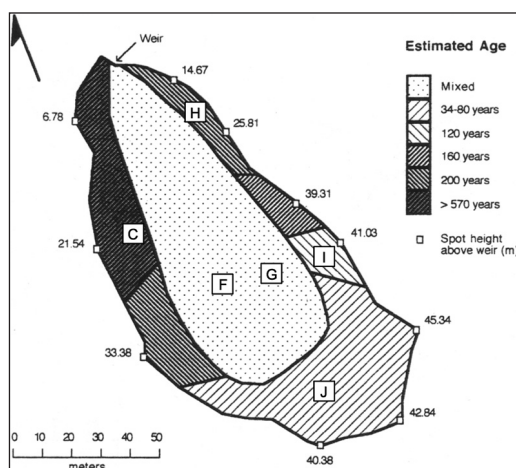 Weir
14.67
Estimated Age
6.78
H
25.81
Mixed
34-80 years
120 years
39.31
160 years
200 years
> 570 years
41.03
C
21.54
I
Spot height
above weir (m)
G
F
45.34
33.38
J
42.84
40.38
0 10 20 30 40 50
meters